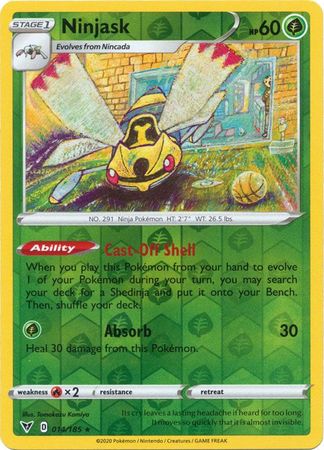 STAGE 1 Ninjask HP 60
Evolves from Nincada
NO. 291 Ninja Pokémon HT: 2'7" WT: 26.5 lbs.
Ability Cast-Off Shell
When you play this Pokémon from your hand to evolve
1 of your Pokémon during your turn, you may search
your deck for a Shedinja and put it onto your Bench.
Then, shuffle your deck.
Absorb 30
Heal 30 damage from this Pokémon.
weakness ×2 resistance retreat
Illus. Tomokazu Komiya
D 014/185 ★
Its cry leaves a lasting headache if heard for too long.
It moves so quickly that it is almost invisible.
©2020 Pokémon / Nintendo / Creatures / GAME FREAK